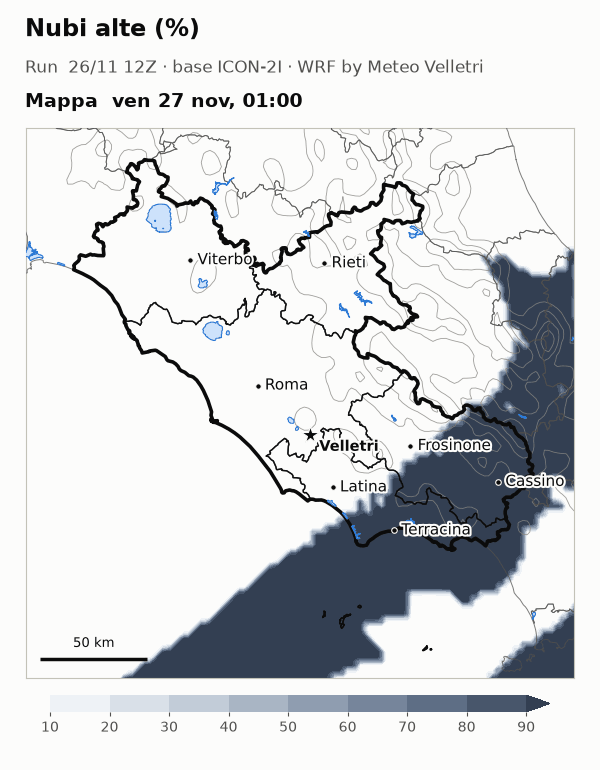 Nubi alte (%)
Run  26/11 12Z · base ICON-2I · WRF by Meteo Velletri
Mappa  ven 27 nov, 01:00
Viterbo
Rieti
Roma
Velletri
Frosinone
Cassino
Latina
Terracina
50 km
10 20 30 40 50 60 70 80 90